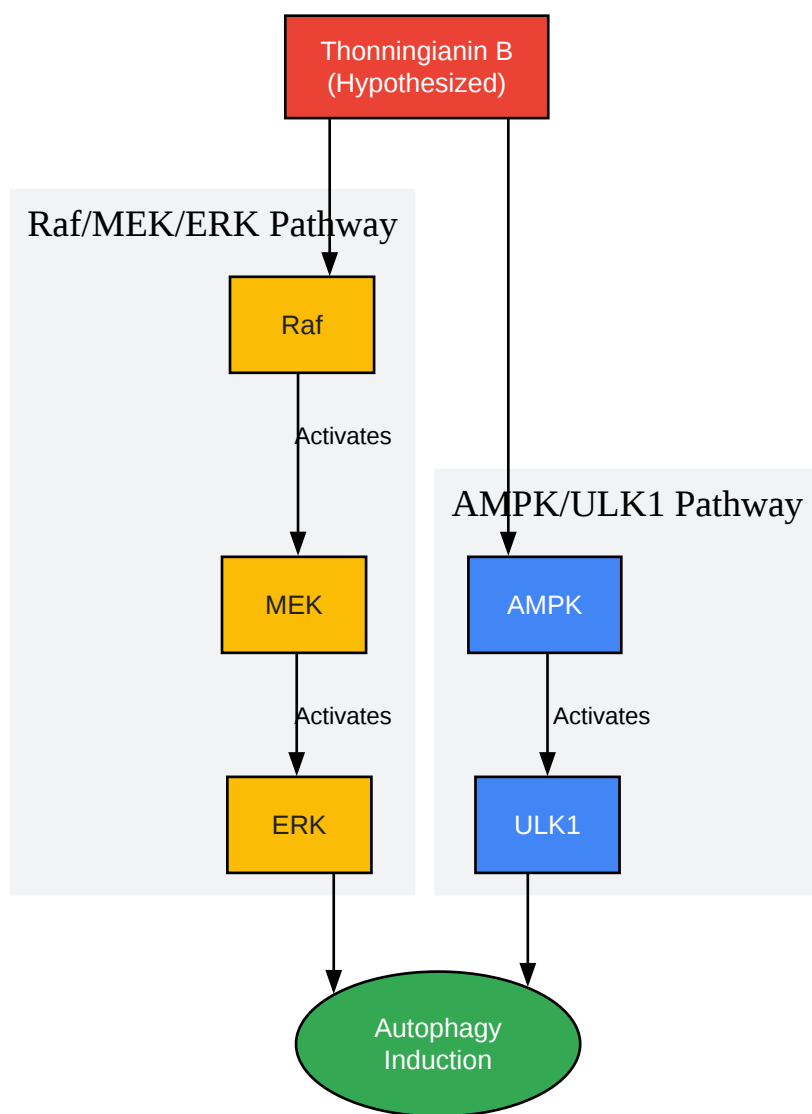 Thonningianin B
(Hypothesized)
Raf/MEK/ERK Pathway
Raf
Activates
MEK
Activates
ERK
AMPK/ULK1 Pathway
AMPK
Activates
ULK1
Autophagy
Induction